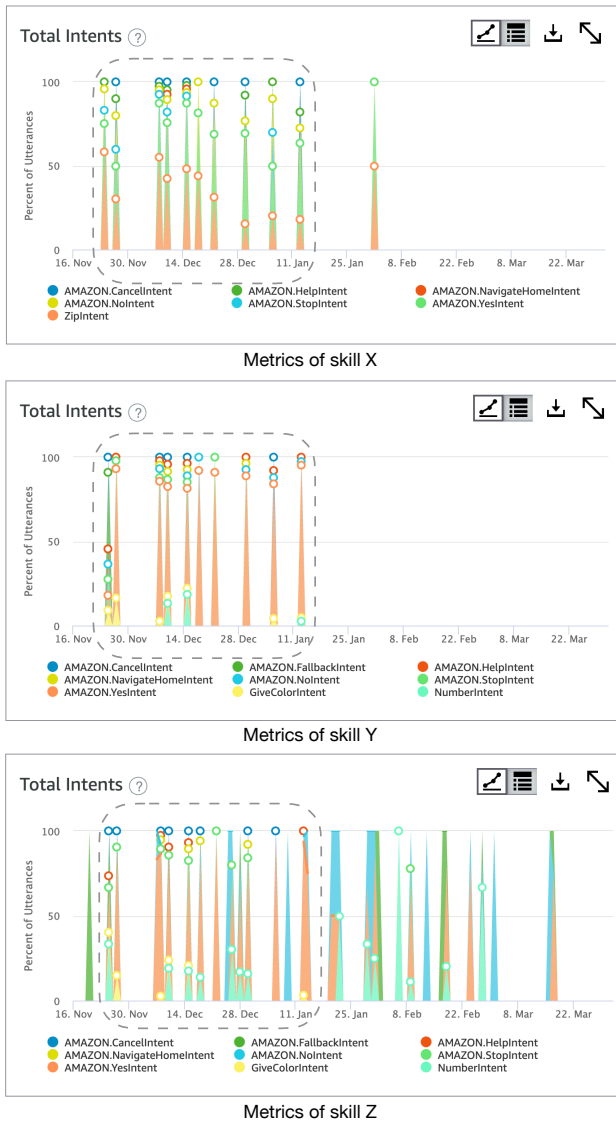 Total Intents ?
Percent of Utterances
100
50
0
16. Nov 30. Nov 14. Dec 28. Dec 11. Jan 25. Jan 8. Feb 22. Feb 8. Mar 22. Mar
AMAZON.CancelIntent AMAZON.HelpIntent AMAZON.NavigateHomeIntent
AMAZON.NoIntent AMAZON.StopIntent AMAZON.YesIntent
ZipIntent
Metrics of skill X
Total Intents ?
Percent of Utterances
100
50
0
16. Nov 30. Nov 14. Dec 28. Dec 11. Jan 25. Jan 8. Feb 22. Feb 8. Mar 22. Mar
AMAZON.CancelIntent AMAZON.FallbackIntent AMAZON.HelpIntent
AMAZON.NavigateHomeIntent AMAZON.NoIntent AMAZON.StopIntent
AMAZON.YesIntent GiveColorIntent NumberIntent
Metrics of skill Y
Total Intents ?
Percent of Utterances
100
50
0
16. Nov 30. Nov 14. Dec 28. Dec 11. Jan 25. Jan 8. Feb 22. Feb 8. Mar 22. Mar
AMAZON.CancelIntent AMAZON.FallbackIntent AMAZON.HelpIntent
AMAZON.NavigateHomeIntent AMAZON.NoIntent AMAZON.StopIntent
AMAZON.YesIntent GiveColorIntent NumberIntent
Metrics of skill Z